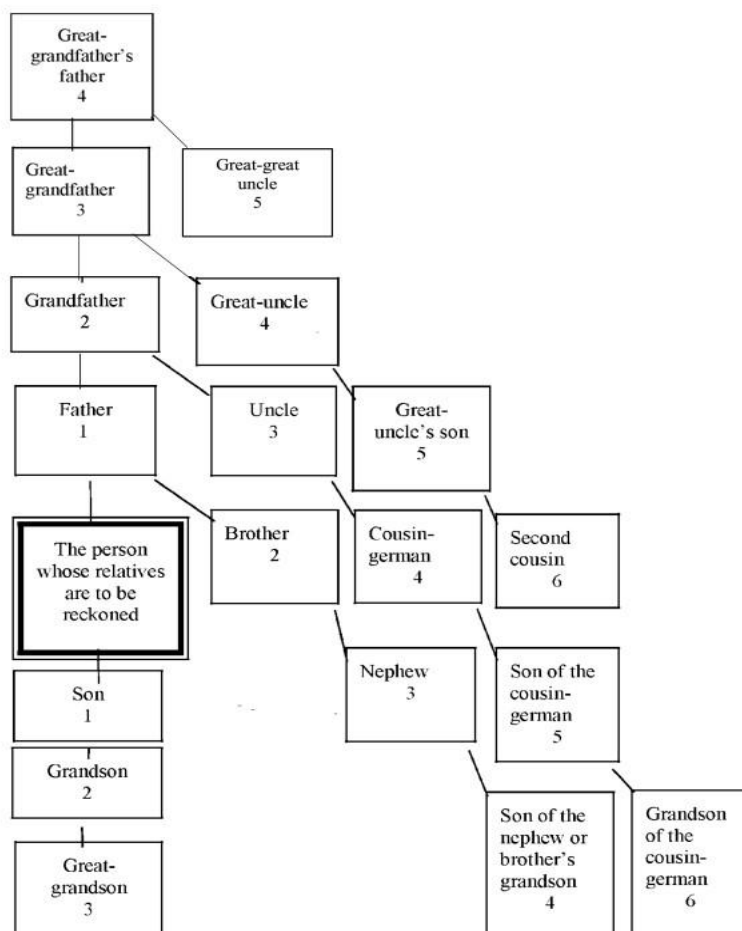 Great-
grandfather's
father
4
Great-
grandfather
3
Great-great
uncle
5
Grandfather
2
Great-uncle
4
Father
1
Uncle
3
Great-
uncle's son
5
The person
whose relatives
are to be
reckoned
Brother
2
Cousin-
german
4
Second
cousin
6
Son
1
Nephew
3
Son of the
cousin-
german
5
Grandson
2
Great-
grandson
3
Son of the
nephew or
brother's
grandson
4
Grandson
of the
cousin-
german
6